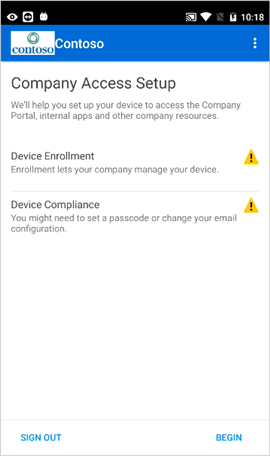 10:18
contoso
Contoso
Company Access Setup
We'll help you set up your device to access the Company
Portal, internal apps and other company resources.
Device Enrollment
Enrollment lets your company manage your device.
Device Compliance
You might need to set a passcode or change your email
configuration.
SIGN OUT
BEGIN